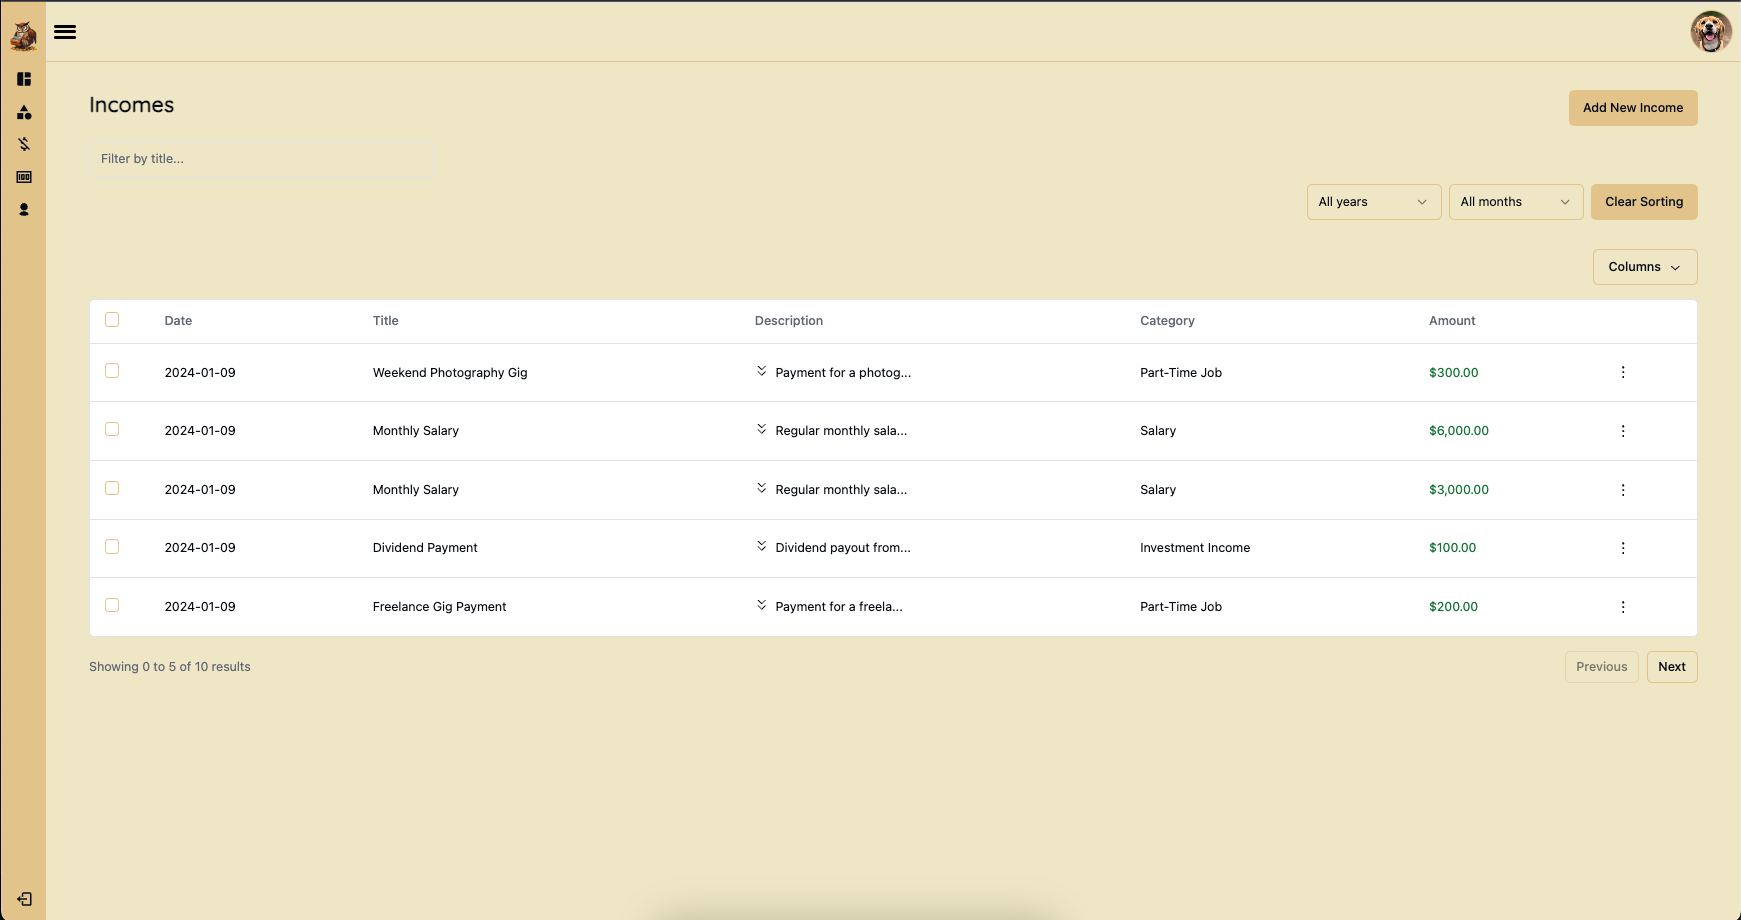 Incomes
Add New Income
Filter by title...
All years
All months
Clear Sorting
Columns
Date Title Description Category Amount
2024-01-09 Weekend Photography Gig Payment for a photog... Part-Time Job $300.00
2024-01-09 Monthly Salary Regular monthly sala... Salary $6,000.00
2024-01-09 Monthly Salary Regular monthly sala... Salary $3,000.00
2024-01-09 Dividend Payment Dividend payout from... Investment Income $100.00
2024-01-09 Freelance Gig Payment Payment for a freela... Part-Time Job $200.00
Showing 0 to 5 of 10 results
Previous
Next